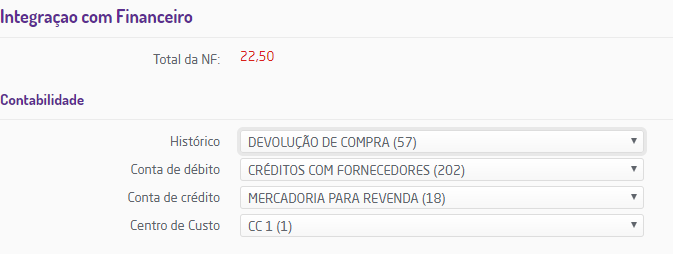 Integraçao com Financeiro
Total da NF: 22,50
Contabilidade
Histórico DEVOLUÇÃO DE COMPRA (57)
Conta de débito CRÉDITOS COM FORNECEDORES (202)
Conta de crédito MERCADORIA PARA REVENDA (18)
Centro de Custo CC 1 (1)